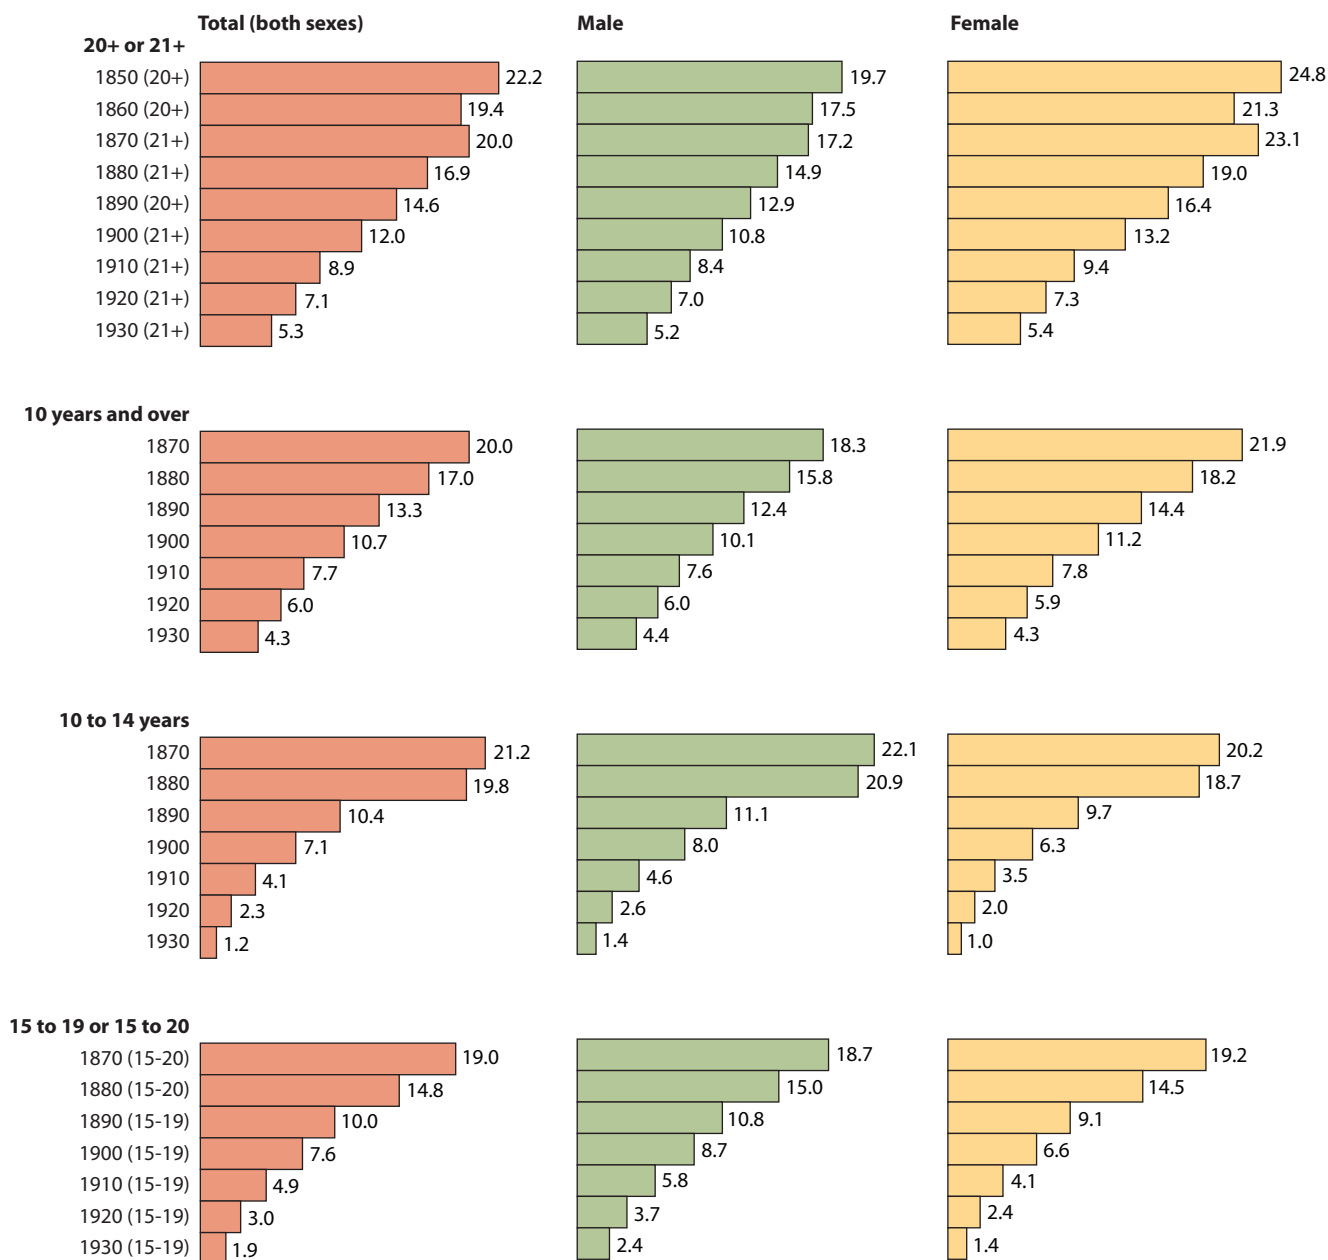 Total (both sexes) Male Female
20+ or 21+
1850 (20+) 22.2 19.7 24.8
1860 (20+) 19.4 17.5 21.3
1870 (21+) 20.0 17.2 23.1
1880 (21+) 16.9 14.9 19.0
1890 (20+) 14.6 12.9 16.4
1900 (21+) 12.0 10.8 13.2
1910 (21+) 8.9 8.4 9.4
1920 (21+) 7.1 7.0 7.3
1930 (21+) 5.3 5.2 5.4
10 years and over
1870 20.0 18.3 21.9
1880 17.0 15.8 18.2
1890 13.3 12.4 14.4
1900 10.7 10.1 11.2
1910 7.7 7.6 7.8
1920 6.0 6.0 5.9
1930 4.3 4.4 4.3
10 to 14 years
1870 21.2 22.1 20.2
1880 19.8 20.9 18.7
1890 10.4 11.1 9.7
1900 7.1 8.0 6.3
1910 4.1 4.6 3.5
1920 2.3 2.6 2.0
1930 1.2 1.4 1.0
15 to 19 or 15 to 20
1870 (15-20) 19.0 18.7 19.2
1880 (15-20) 14.8 15.0 14.5
1890 (15-19) 10.0 10.8 9.1
1900 (15-19) 7.6 8.7 6.6
1910 (15-19) 4.9 5.8 4.1
1920 (15-19) 3.0 3.7 2.4
1930 (15-19) 1.9 2.4 1.4